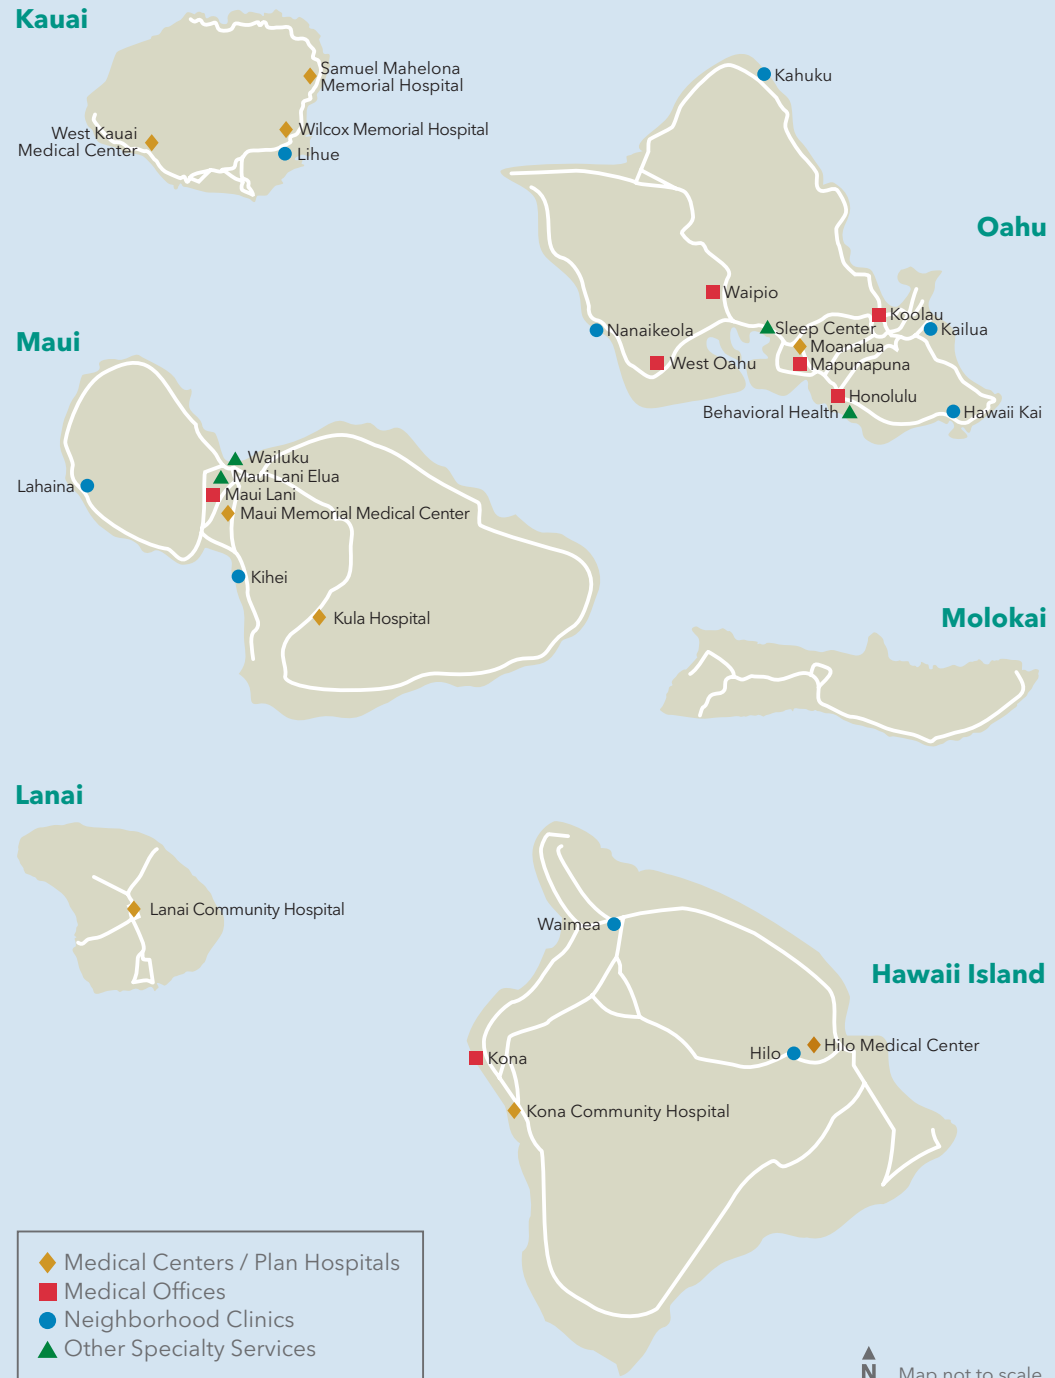 Kauai
Samuel Mahelona
Memorial Hospital
Wilcox Memorial Hospital
West Kauai
Medical Center
Lihue
Kahuku
Oahu
Waipio
Koolau
Nanaikeola
Sleep Center
Kailua
Moanalua
West Oahu
Mapunapuna
Honolulu
Behavioral Health
Hawaii Kai
Maui
Wailuku
Maui Lani Elua
Lahaina
Maui Lani
Maui Memorial Medical Center
Kihei
Kula Hospital
Molokai
Lanai
Lanai Community Hospital
Waimea
Hawaii Island
Hilo Medical Center
Hilo
Kona
Kona Community Hospital
Medical Centers / Plan Hospitals
Medical Offices
Neighborhood Clinics
Other Specialty Services
N
Map not to scale